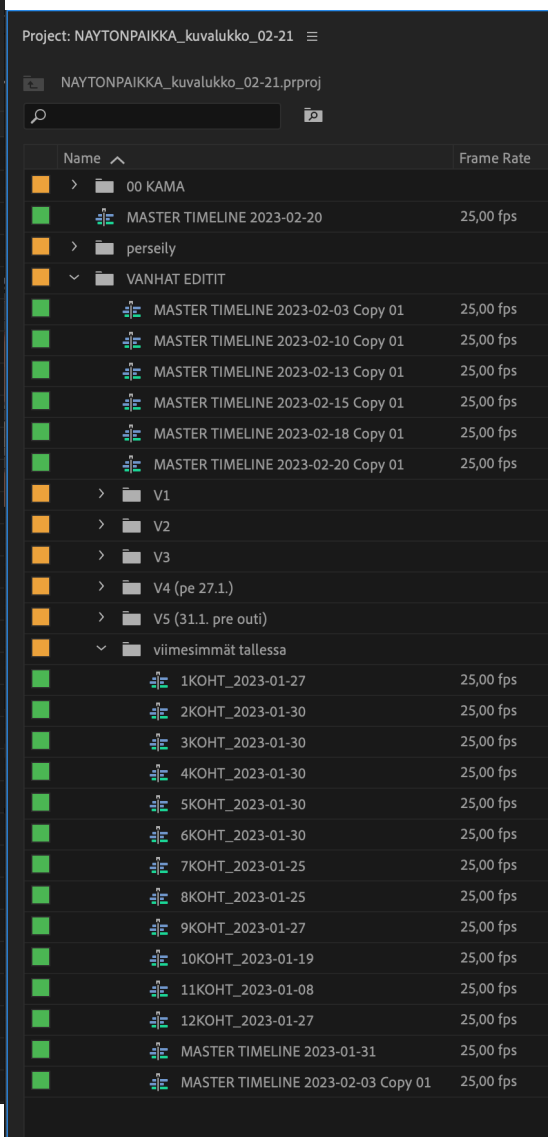 Project: NAYTONPAIKKA_kuvalukko_02-21
NAYTONPAIKKA_kuvalukko_02-21.prproj
Name Frame Rate
00 KAMA
MASTER TIMELINE 2023-02-20 25,00 fps
perseily
VANHAT EDITIT
MASTER TIMELINE 2023-02-03 Copy 01 25,00 fps
MASTER TIMELINE 2023-02-10 Copy 01 25,00 fps
MASTER TIMELINE 2023-02-13 Copy 01 25,00 fps
MASTER TIMELINE 2023-02-15 Copy 01 25,00 fps
MASTER TIMELINE 2023-02-18 Copy 01 25,00 fps
MASTER TIMELINE 2023-02-20 Copy 01 25,00 fps
V1
V2
V3
V4 (pe 27.1.)
V5 (31.1. pre outi)
viimesimmät tallessa
1KOHT_2023-01-27 25,00 fps
2KOHT_2023-01-30 25,00 fps
3KOHT_2023-01-30 25,00 fps
4KOHT_2023-01-30 25,00 fps
5KOHT_2023-01-30 25,00 fps
6KOHT_2023-01-30 25,00 fps
7KOHT_2023-01-25 25,00 fps
8KOHT_2023-01-25 25,00 fps
9KOHT_2023-01-27 25,00 fps
10KOHT_2023-01-19 25,00 fps
11KOHT_2023-01-08 25,00 fps
12KOHT_2023-01-27 25,00 fps
MASTER TIMELINE 2023-01-31 25,00 fps
MASTER TIMELINE 2023-02-03 Copy 01 25,00 fps